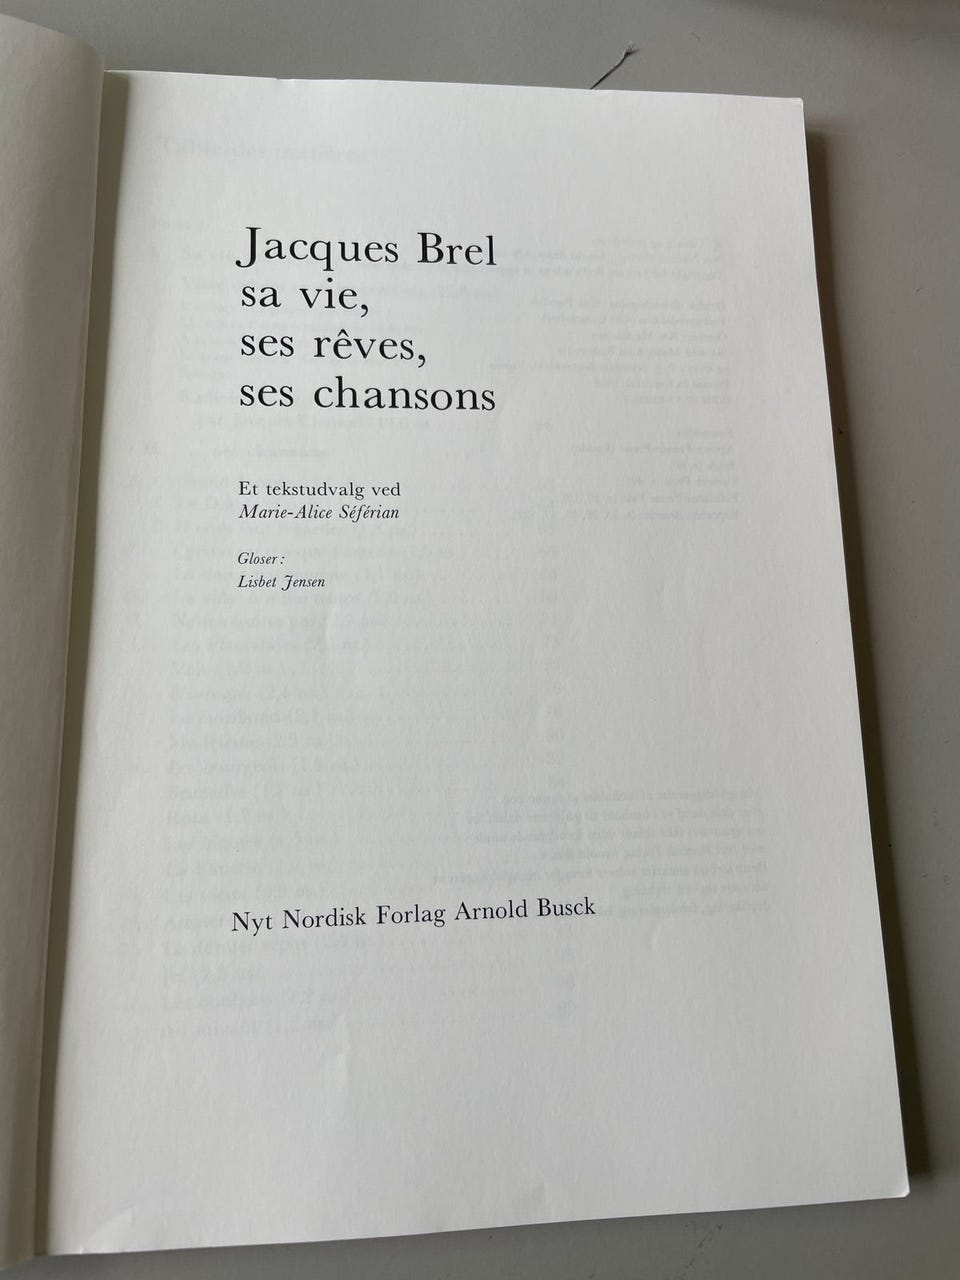 Jacques Brel
sa vie,
ses rêves,
ses chansons
Et tekstudvalg ved
Marie-Alice Séférian
Gloser:
Lisbet Jensen
Nyt Nordisk Forlag Arnold Busck